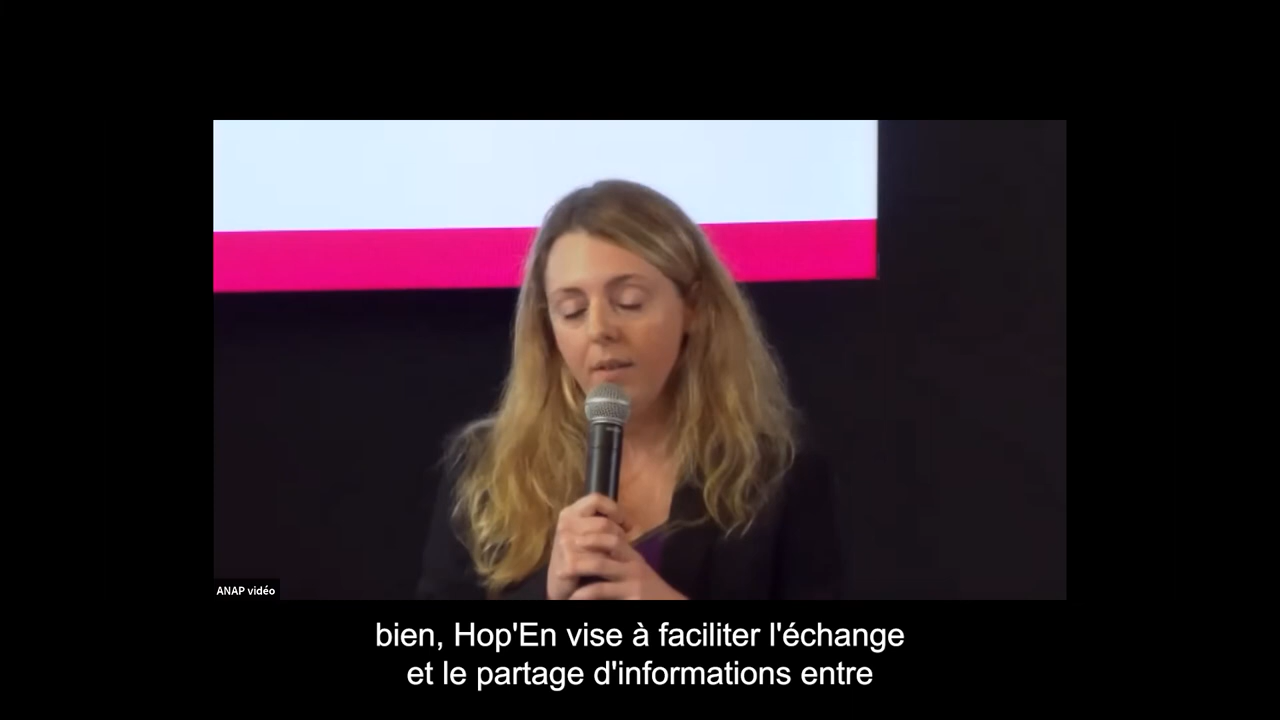 ANAP vidéo
bien, Hop'En vise à faciliter l'échange
et le partage d'informations entre